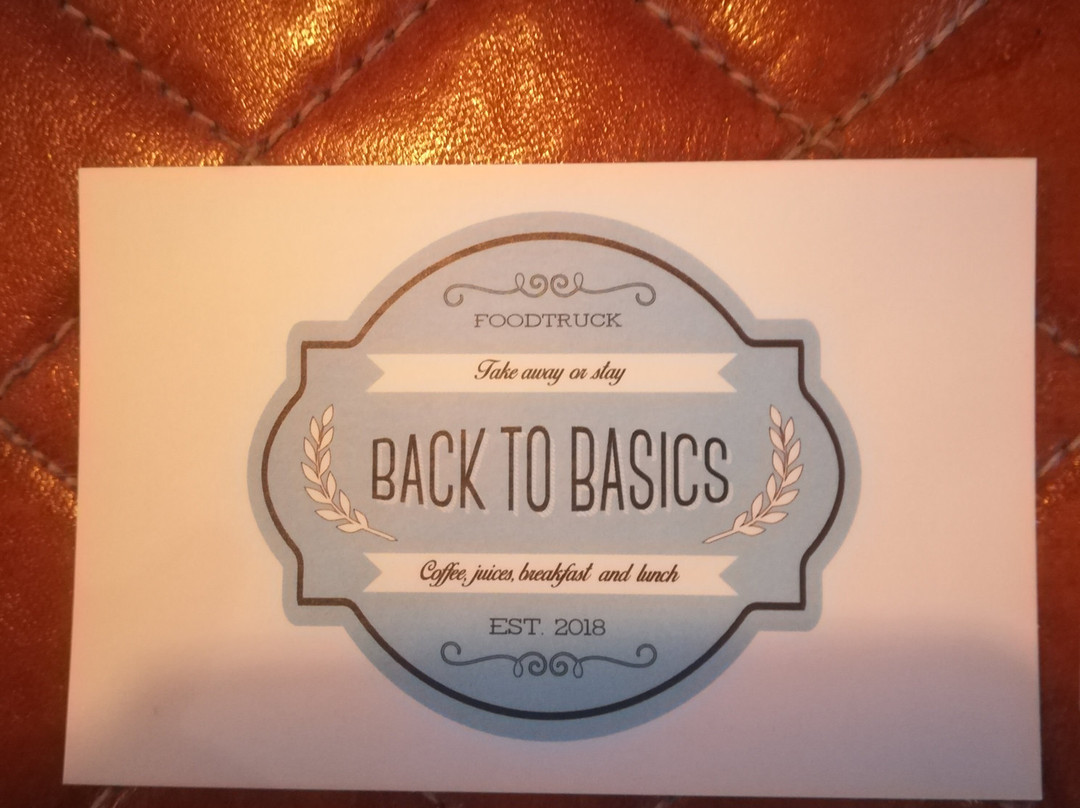 FOODTRUCK
Take away or stay
BACK TO BASICS
Coffee, juices, breakfast and lunch
EST. 2018